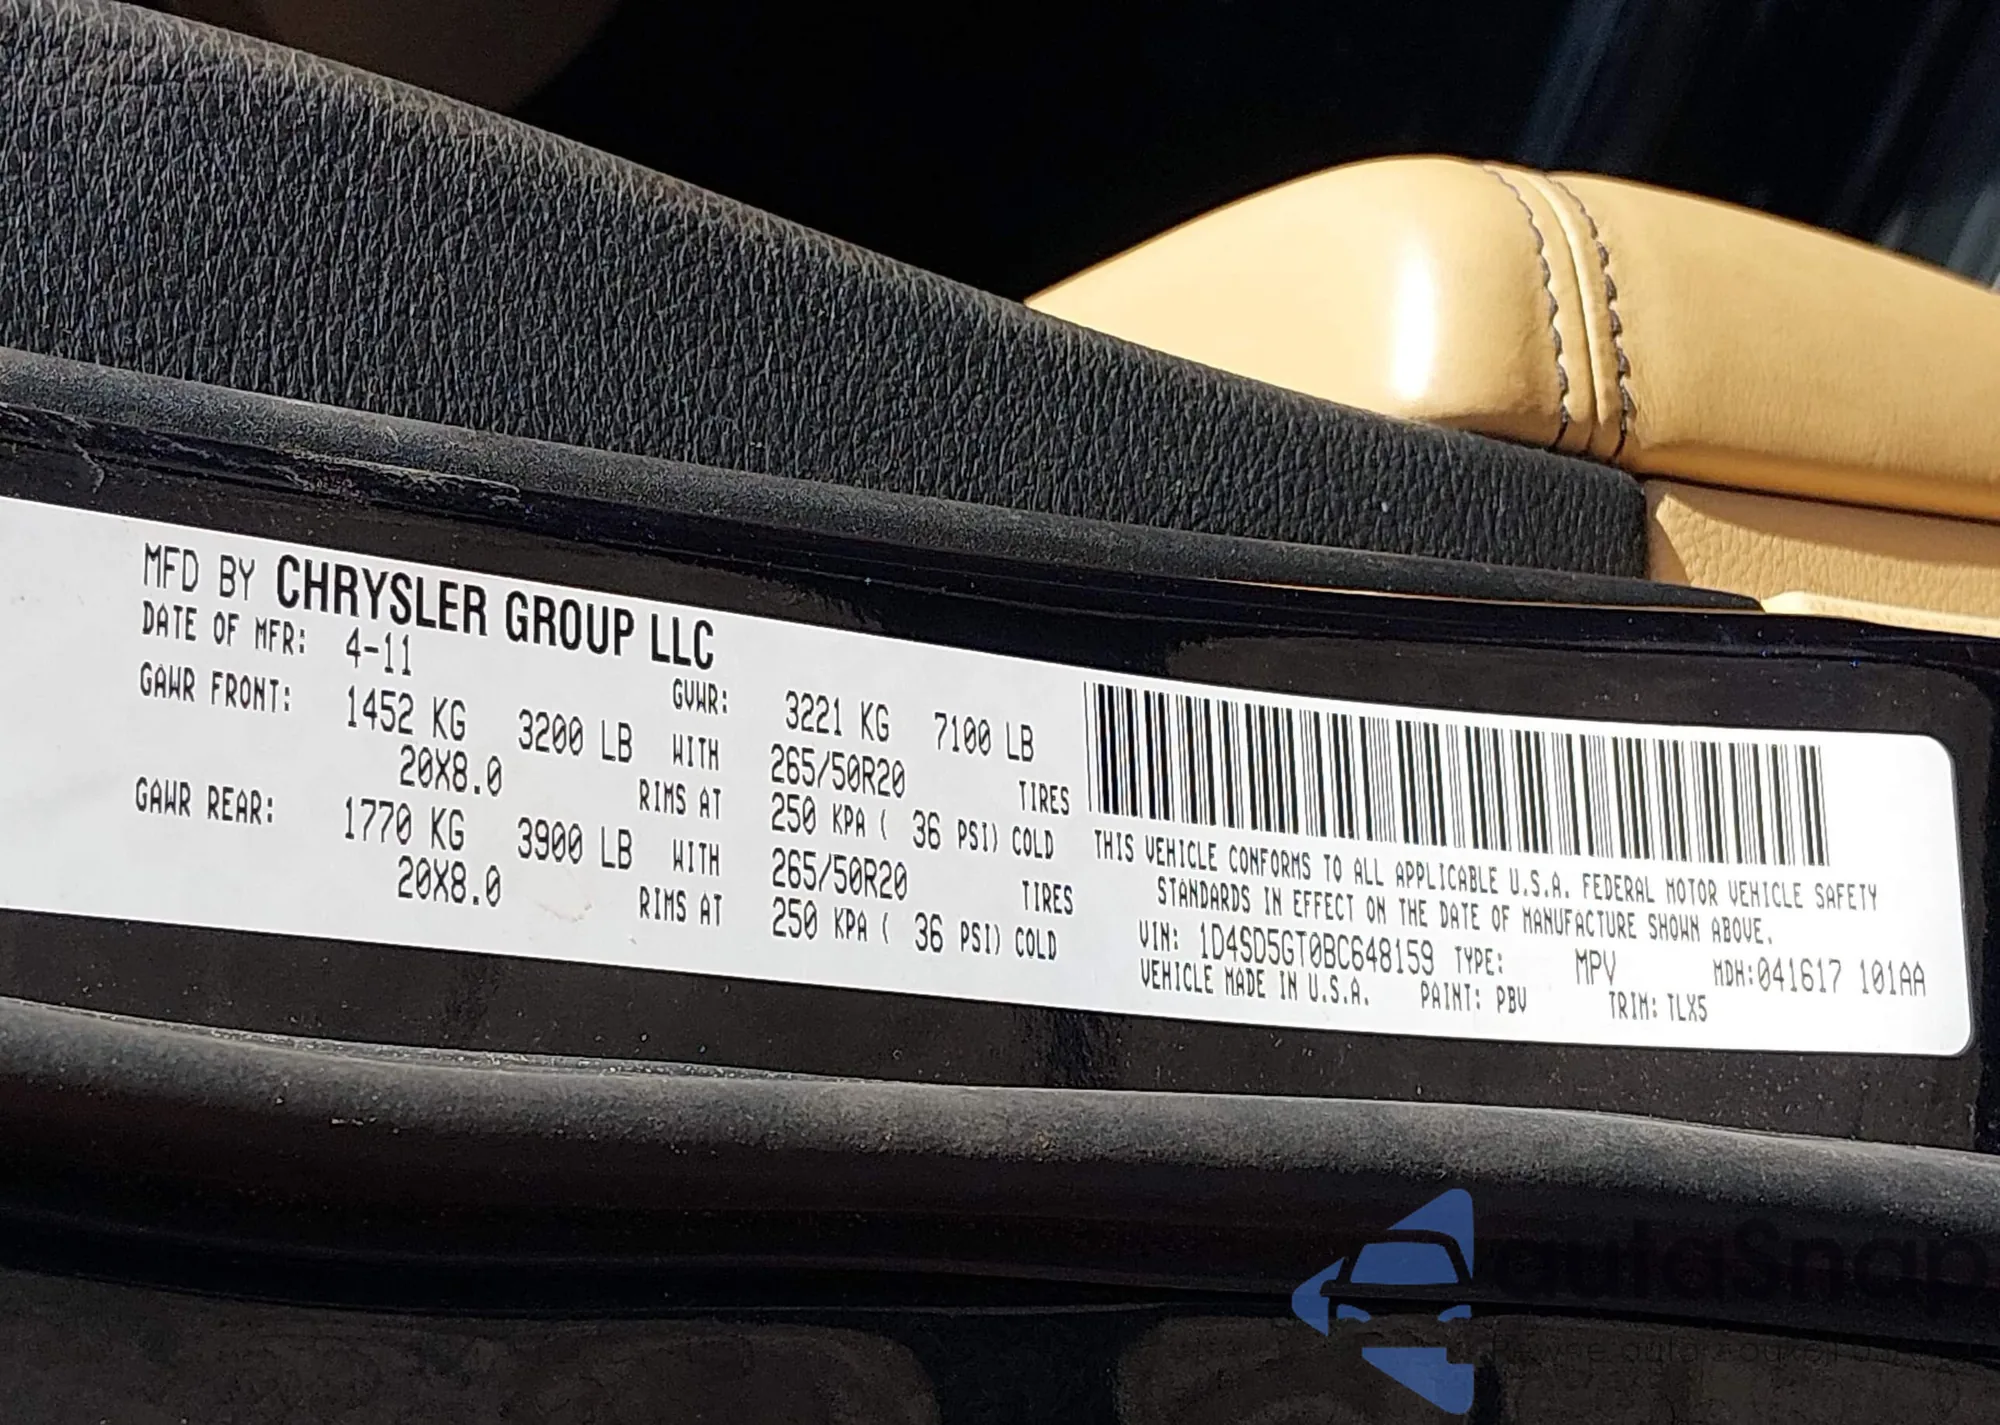 MFD BY CHRYSLER GROUP LLC
DATE OF MFR: 4-11 GVWR: 3221 KG 7100 LB
GAWR FRONT: 1452 KG 3200 LB WITH 265/50R20 TIRES
20X8.0 RIMS AT 250 KPA ( 36 PSI) COLD
GAWR REAR: 1770 KG 3900 LB WITH 265/50R20 TIRES
20X8.0 RIMS AT 250 KPA ( 36 PSI) COLD
THIS VEHICLE CONFORMS TO ALL APPLICABLE U.S.A. FEDERAL MOTOR VEHICLE SAFETY
STANDARDS IN EFFECT ON THE DATE OF MANUFACTURE SHOWN ABOVE.
VIN: 1D4SD5GT0BC648159 TYPE: MPV MDH:041617 101AA
VEHICLE MADE IN U.S.A. PAINT: PBV TRIM: TLX5